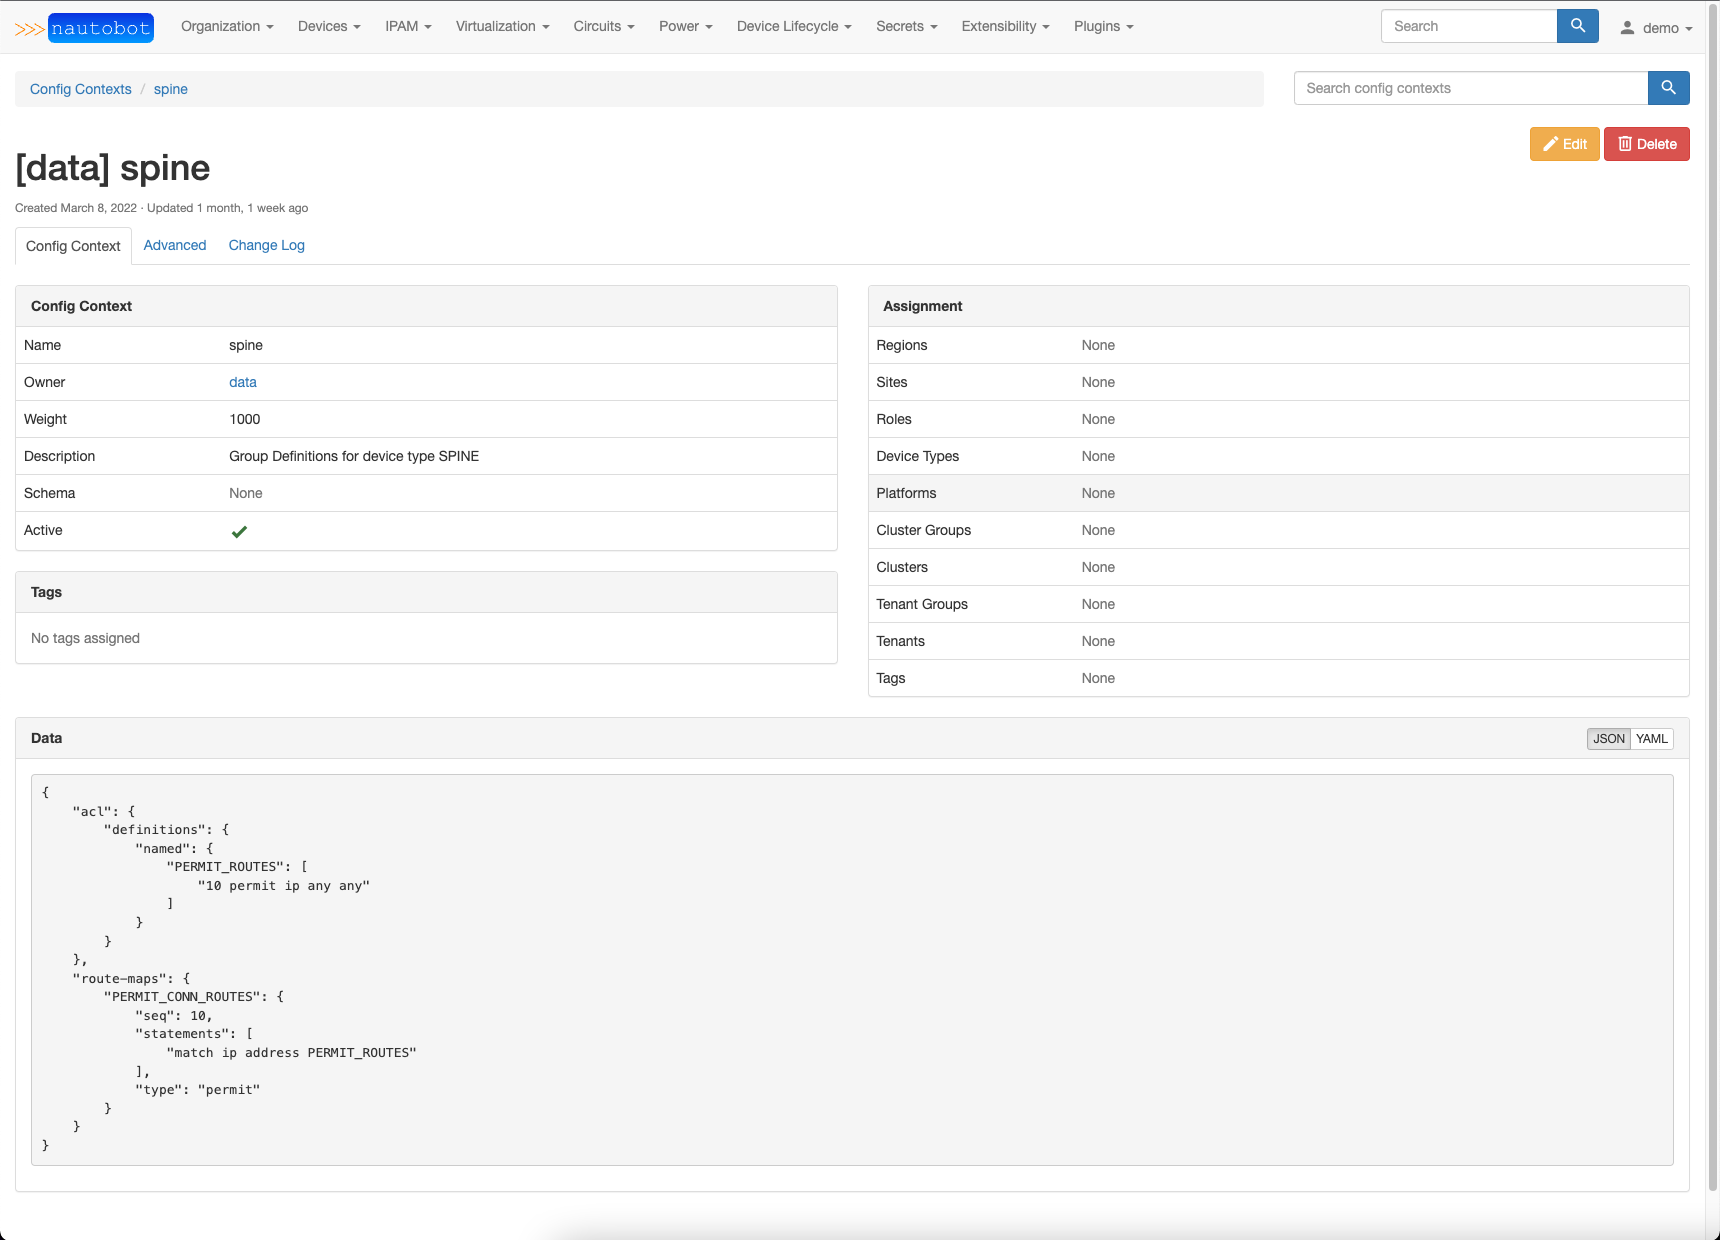 >>> nautobot Organization Devices IPAM Virtualization Circuits Power Device Lifecycle Secrets Extensibility Plugins Search demo
Config Contexts / spine
Search config contexts
Edit Delete
[data] spine
Created March 8, 2022 · Updated 1 month, 1 week ago
Config Context Advanced Change Log
Config Context
Name spine
Owner data
Weight 1000
Description Group Definitions for device type SPINE
Schema None
Active
Tags
No tags assigned
Assignment
Regions None
Sites None
Roles None
Device Types None
Platforms None
Cluster Groups None
Clusters None
Tenant Groups None
Tenants None
Tags None
Data JSON YAML
{
    "acl": {
        "definitions": {
            "named": {
                "PERMIT_ROUTES": [
                    "10 permit ip any any"
                ]
            }
        }
    },
    "route-maps": {
        "PERMIT_CONN_ROUTES": {
            "seq": 10,
            "statements": [
                "match ip address PERMIT_ROUTES"
            ],
            "type": "permit"
        }
    }
}